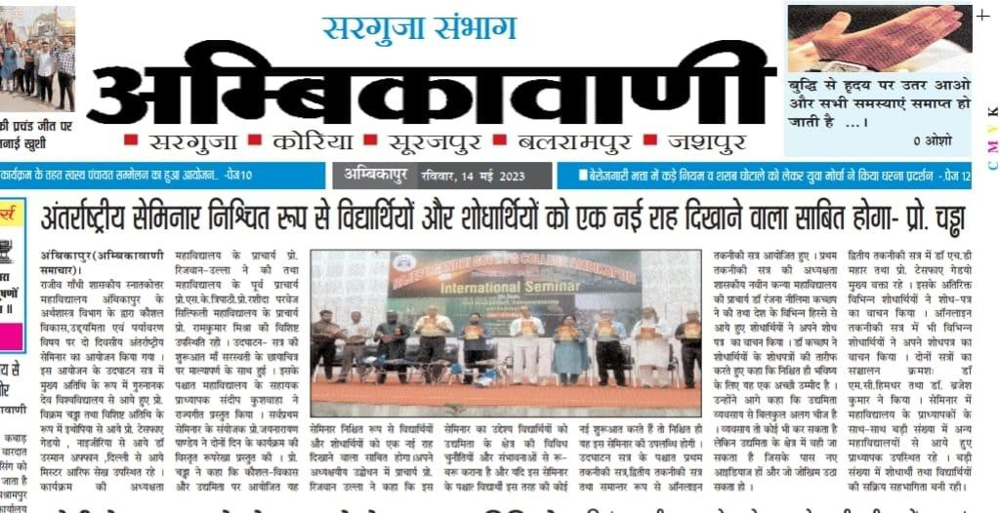 सरगुजा संभाग
अम्बिकावाणी
■ सरगुजा ■ कोरिया ■ सूरजपुर ■ बलरामपुर ■ जशपुर
की प्रचंड जीत पर
नाई खुशी
बुद्धि से हृदय पर उतर आओ
और सभी समस्याएं समाप्त हो
जाती है ...।
0 ओशो
C M Y K
कार्यक्रम के तहत स्वस्थ पंचायत सम्मलेन का हुआ आयोजन.. -पेज10
अम्बिकापुर रविवार, 14 मई 2023
■ बेरोजगारी भत्ता में कड़े नियम व शराब घोटाले को लेकर युवा मोर्चा ने किया धरना प्रदर्शन -.पेज 12
अंतर्राष्ट्रीय सेमिनार निश्चित रूप से विद्यार्थियों और शोधार्थियों को एक नई राह दिखाने वाला साबित होगा- प्रो. चड्ढा
अंबिकापुर(अम्बिकावाणी
समाचार)।
राजीव गाँधी शासकीय स्नातकोत्तर
महाविद्यालय अंबिकापुर के
अर्थशास्त्र विभाग के द्वारा कौशल
विकास,उद्द्यमिता एवं पर्यावरण
विषय पर दो दिवसीय अंतर्राष्ट्रीय
सेमिनार का आयोजन किया गया ।
इस आयोजन के उदघाटन सत्र में
मुख्य अतिथि के रूप में गुरुनानक
देव विश्वविद्यालय से आये हुए प्रो.
विक्रम चड्ढा तथा विशिष्ट अतिथि के
रूप में इथोपिया से आये प्रो. टेसफाए
गेडयो , नाइजीरिया से आये डॉ
उस्मान अफ्फान ,दिल्ली से आये
मिस्टर आरिफ सेख उपस्थित रहे ।
कार्यक्रम की अध्यक्षता
महाविद्यालय के प्राचार्य प्रो.
रिजवान-उल्ला ने की तथा
महाविद्यालय के पूर्व प्राचार्य
प्रो.एस.के.त्रिपाठी,प्रो.रशीदा परवेज
सिल्फिली महाविद्यालय के प्राचार्य
प्रो. रामकुमार मिश्रा की विशिष्ट
उपस्थिति रही । उदघाटन- सत्र की
शुरूआत माँ सरस्वती के छायाचित्र
पर माल्यापर्ण के साथ हुई । इसके
पश्चात महाविद्यालय के सहायक
प्राध्यापक संदीप कुशवाहा ने
राज्यगीत प्रस्तुत किया । सर्वप्रथम
सेमिनार के संयोजक प्रो.जयनारायण
पाण्डेय ने दोनों दिन के कार्यक्रम की
विस्तृत रूपरेखा प्रस्तुत की । प्रो.
चड्ढा ने कहा कि कौशल-विकास
और उद्यमिता पर आयोजित यह
RAJEEV GANDHI GOVT. P.G COLLEGE AMBIKAPUR
International Seminar
सेमिनार निश्चित रूप से विद्यार्थियों
और शोधार्थियों को एक नई राह
दिखाने वाला साबित होगा।अपने
अध्यक्षीय उद्बोधन में प्राचार्य प्रो.
रिजवान उल्ला ने कहा कि इस
सेमिनार का उद्देश्य विद्यार्थियों को
उद्यमिता के क्षेत्र की विविध
चुनौतियों और संभावनाओं से रू-
बरू कराना है और यदि इस सेमिनार
के पश्चात विद्यार्थी इस तरह की कोई
नई शुरूआत करते हैं तो निश्चित ही
यह इस सेमिनार की उपलब्धि होगी ।
उदघाटन सत्र के पश्चात प्रथम
तकनीकी सत्र,द्वितीय तकनीकी सत्र
तथा समान्तर रूप से ऑनलाइन
तकनीकी सत्र आयोजित हुए । प्रथम
तकनीकी सत्र की अध्यक्षता
शासकीय नवीन कन्या महाविद्यालय
की प्राचार्य डॉ रंजना नीलिमा कच्छप
ने की तथा देश के विभिन्न हिस्से से
आये हुए शोधार्थियों ने अपने शोध
पत्र का वाचन किया । डॉ कच्छप ने
शोधार्थियों के शोधपत्रों की तारीफ
करते हुए कहा कि निश्चित ही भविष्य
के लिए यह एक अच्छी उम्मीद है ।
उन्होंने आगे कहा कि उद्यमिता
व्यवसाय से बिलकुल अलग चीज है
। व्यवसाय तो कोई भी कर सकता है
लेकिन उद्यमिता के क्षेत्र में वही जा
सकता है जिसके पास नए
आइडियाज हों और जो जोखिम उठा
सकता हो ।
द्वितीय तकनीकी सत्र में डॉ एच.डी
महार तथा प्रो. टेसफाए गेडयो
मुख्य वक्ता रहे । इसके अतिरिक्त
विभिन्न शोधार्थियों ने शोध-पत्र
का वाचन किया । ऑनलाइन
तकनीकी सत्र में भी विभिन्न
शोधार्थियों ने अपने शोधपत्र का
वाचन किया । दोनों सत्रों का
सञ्चालन क्रमशः डॉ
एम.सी.हिमधर तथा डॉ. ब्रजेश
कुमार ने किया । सेमिनार में
महाविद्यालय के प्राध्यापकों के
साथ-साथ बड़ी संख्या में अन्य
महाविद्यालयों से आये हुए
प्राध्यापक उपस्थित रहे । बड़ी
संख्या में शोधार्थी तथा विद्यार्थियों
की सक्रिय सहभागिता बनी रही।